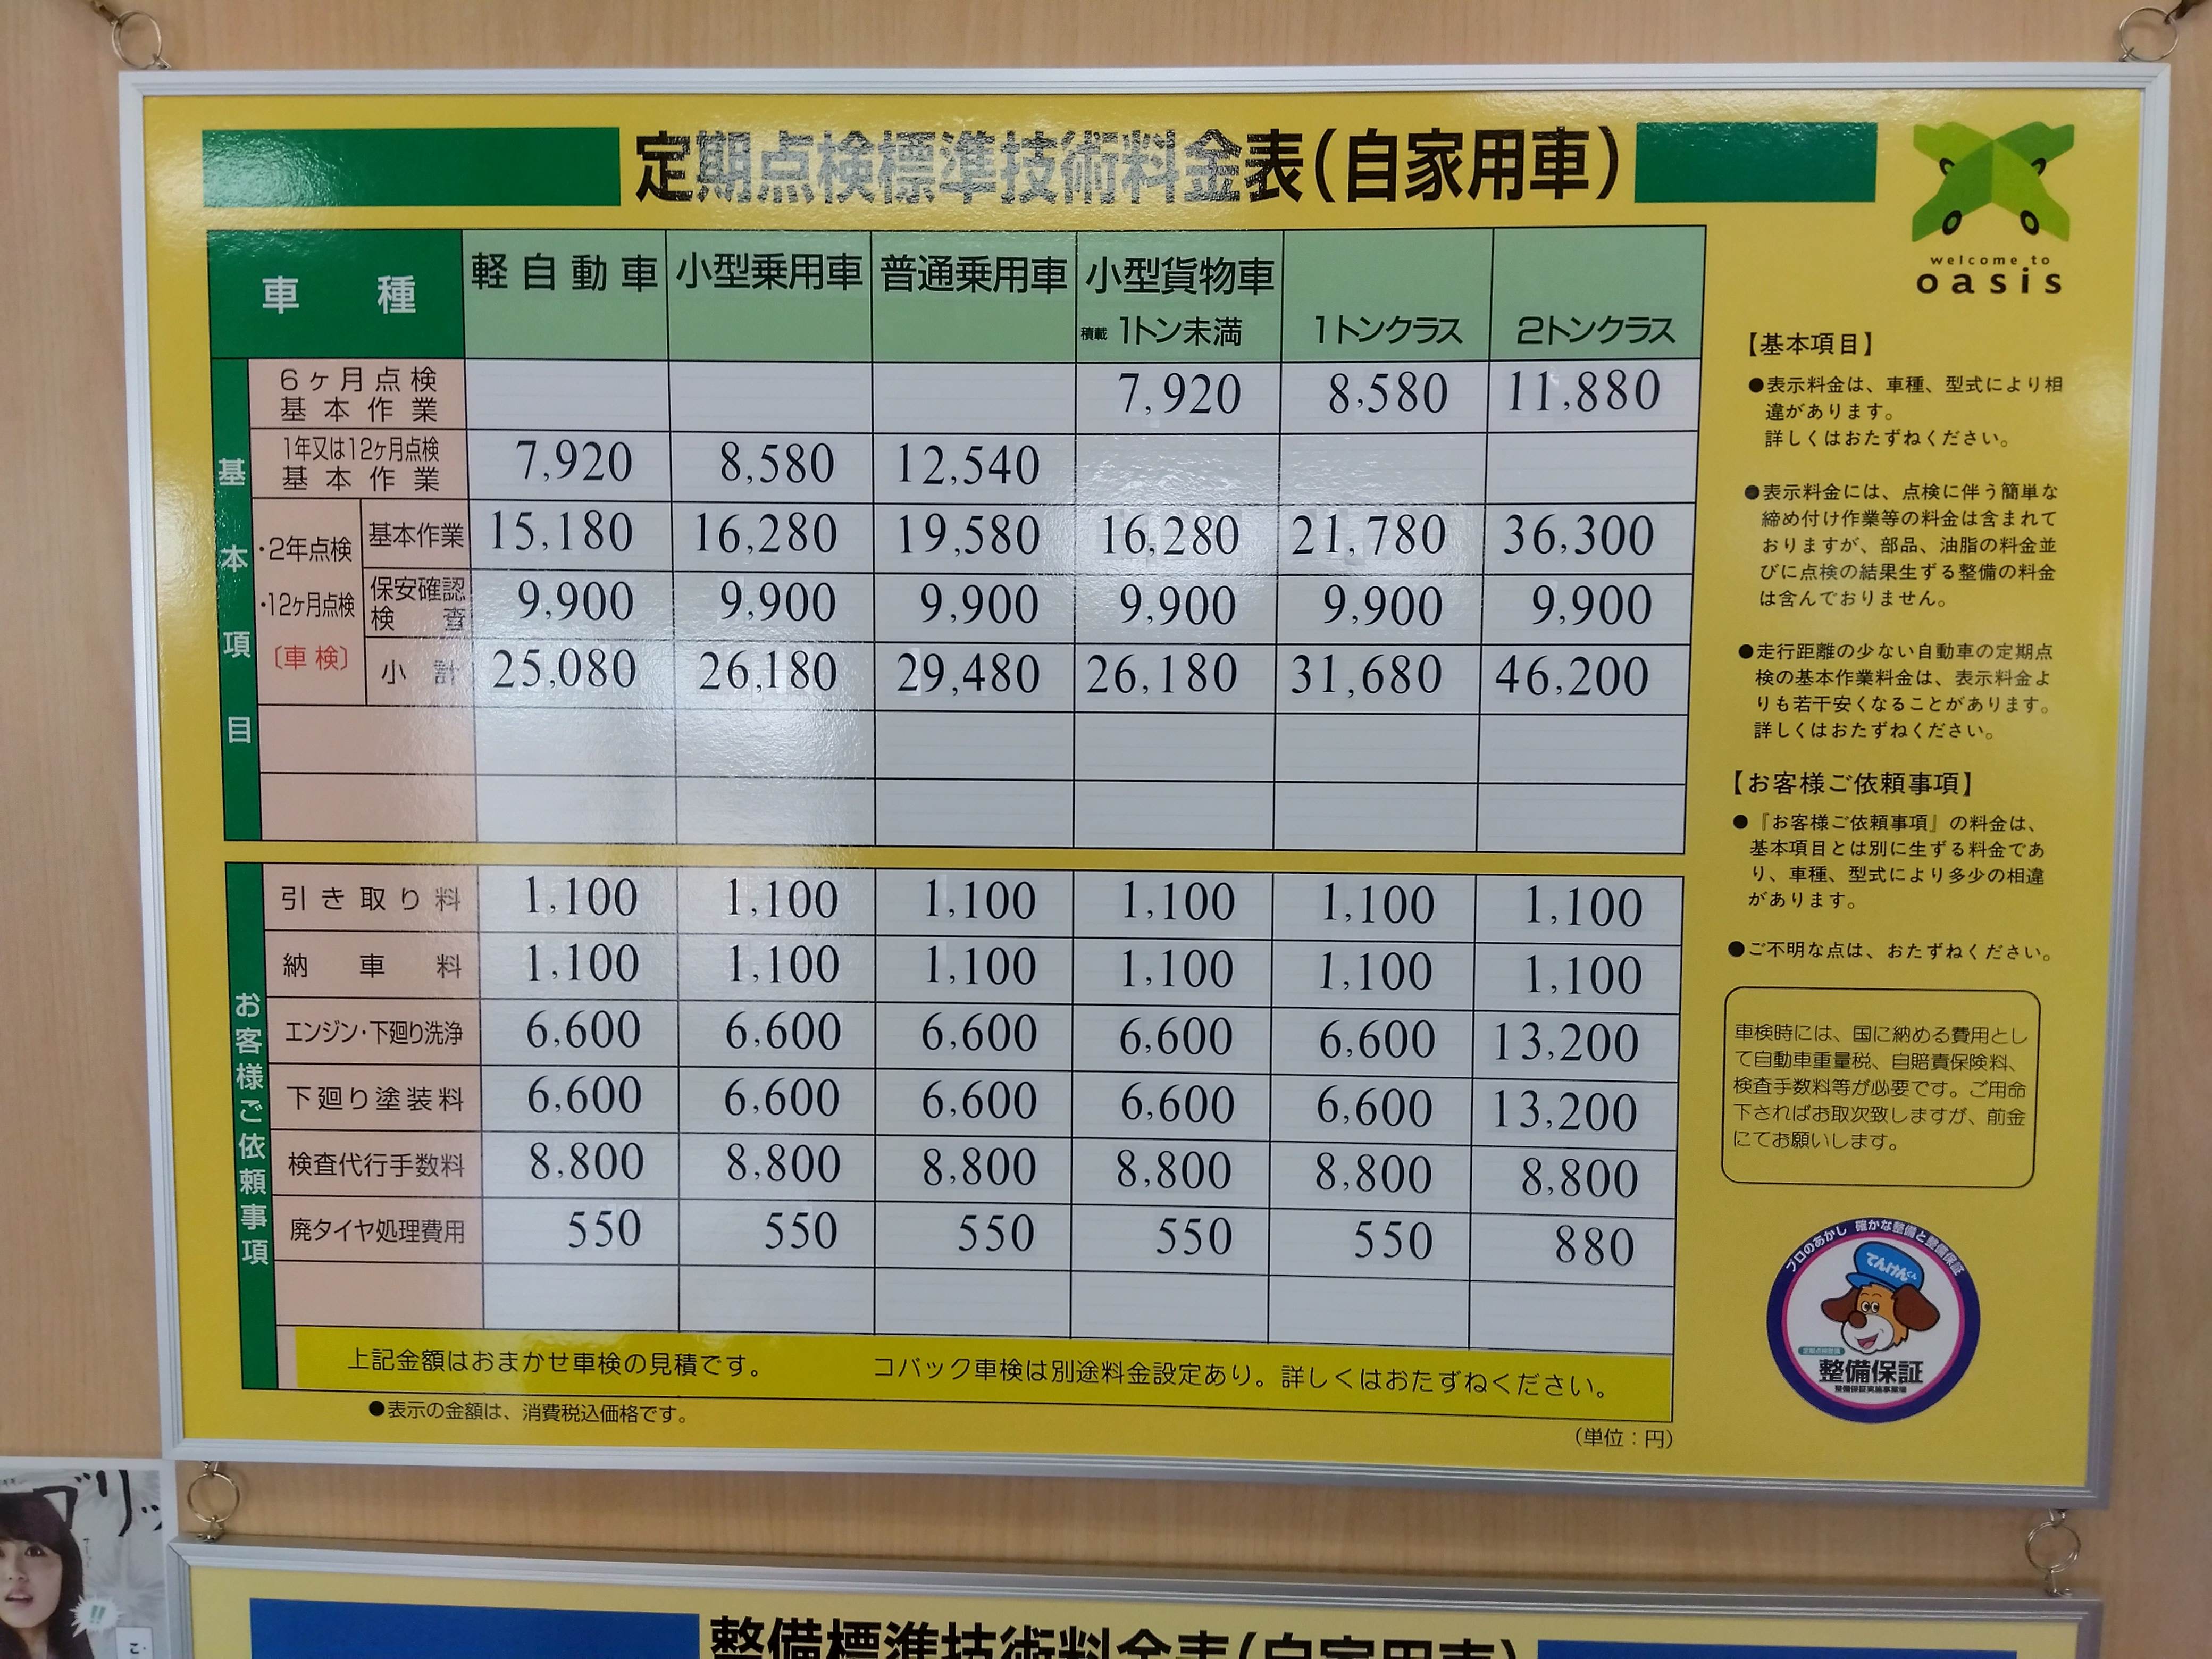 定期点検標準技術料金表(自家用車)
welcome to
oasis
車種 軽自動車 小型乗用車 普通乗用車 小型貨物車
積載 1トン未満 1トンクラス 2トンクラス
基本項目
6ヶ月点検
基本作業
7,920 8,580 11,880
1年又は12ヶ月点検
基本作業
7,920 8,580 12,540
・2年点検
・12ヶ月点検
〔車検〕
基本作業 15,180 16,280 19,580 16,280 21,780 36,300
保安確認
検査
9,900 9,900 9,900 9,900 9,900 9,900
小計 25,080 26,180 29,480 26,180 31,680 46,200
お客様ご依頼事項
引き取り料 1,100 1,100 1,100 1,100 1,100 1,100
納車料 1,100 1,100 1,100 1,100 1,100 1,100
エンジン・下廻り洗浄 6,600 6,600 6,600 6,600 6,600 13,200
下廻り塗装料 6,600 6,600 6,600 6,600 6,600 13,200
検査代行手数料 8,800 8,800 8,800 8,800 8,800 8,800
廃タイヤ処理費用 550 550 550 550 550 880
上記金額はおまかせ車検の見積です。 コバック車検は別途料金設定あり。詳しくはおたずねください。
●表示の金額は、消費税込価格です。
(単位：円)
【基本項目】
●表示料金は、車種、型式により相
違があります。
詳しくはおたずねください。
●表示料金には、点検に伴う簡単な
締め付け作業等の料金は含まれて
おりますが、部品、油脂の料金並
びに点検の結果生ずる整備の料金
は含んでおりません。
●走行距離の少ない自動車の定期点
検の基本作業料金は、表示料金よ
りも若干安くなることがあります。
詳しくはおたずねください。
【お客様ご依頼事項】
●『お客様ご依頼事項』の料金は、
基本項目とは別に生ずる料金であ
り、車種、型式により多少の相違
があります。
●ご不明な点は、おたずねください。
車検時には、国に納める費用とし
て自動車重量税、自賠責保険料、
検査手数料等が必要です。ご用命
下さればお取次致しますが、前金
にてお願いします。
プロのあかし 確かな整備と整備保証
てんけんくん
整備保証
整備保証実施事業場
整備標準技術料金表(自家用車)